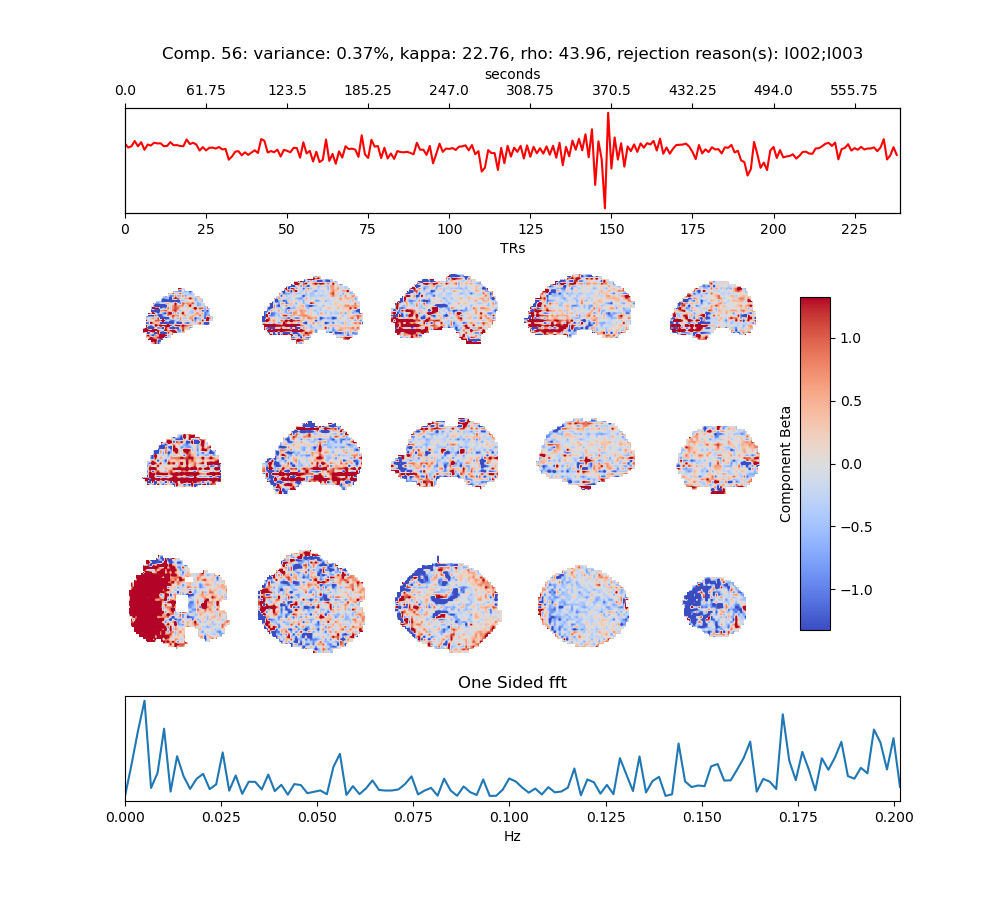 Comp. 56: variance: 0.37%, kappa: 22.76, rho: 43.96, rejection reason(s): I002;I003
seconds
0.0 61.75 123.5 185.25 247.0 308.75 370.5 432.25 494.0 555.75
0 25 50 75 100 125 150 175 200 225
TRs
1.0
0.5
0.0
−0.5
−1.0
Component Beta
One Sided fft
0.000 0.025 0.050 0.075 0.100 0.125 0.150 0.175 0.200
Hz